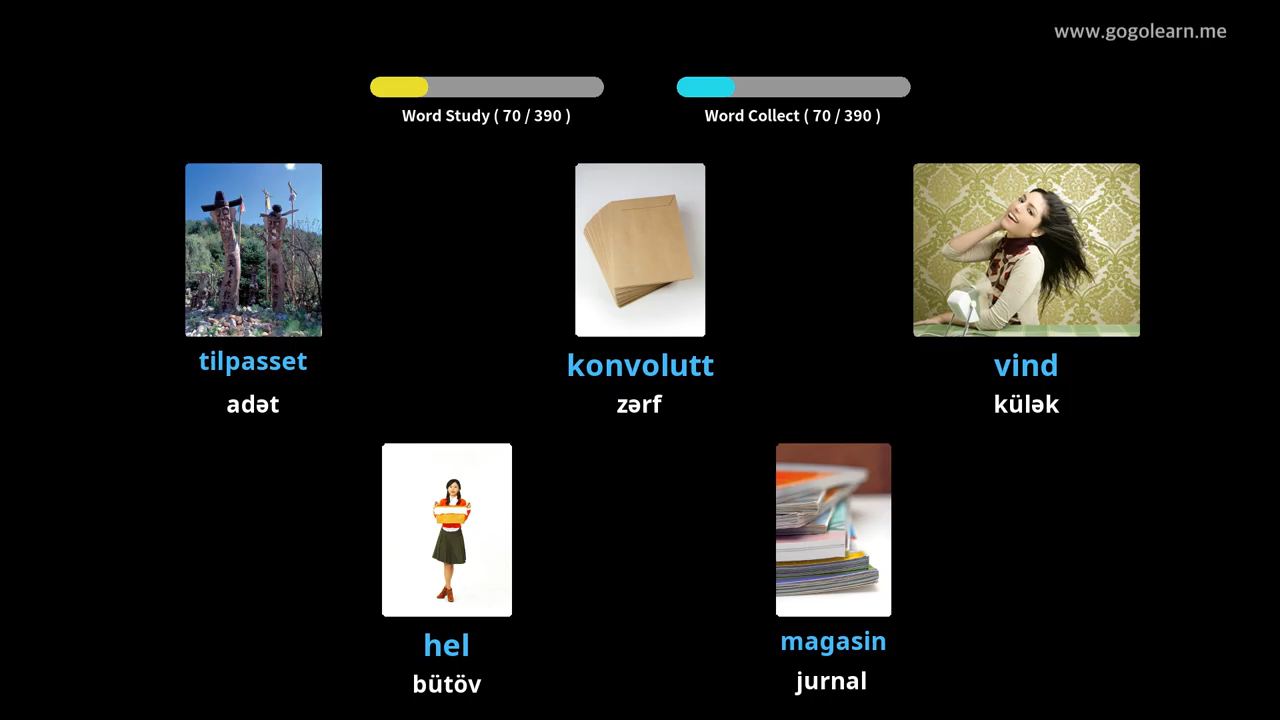 www.gogolearn.me
Word Study ( 70 / 390 )
Word Collect ( 70 / 390 )
tilpasset
adət
konvolutt
zərf
vind
külək
hel
bütöv
magasin
jurnal